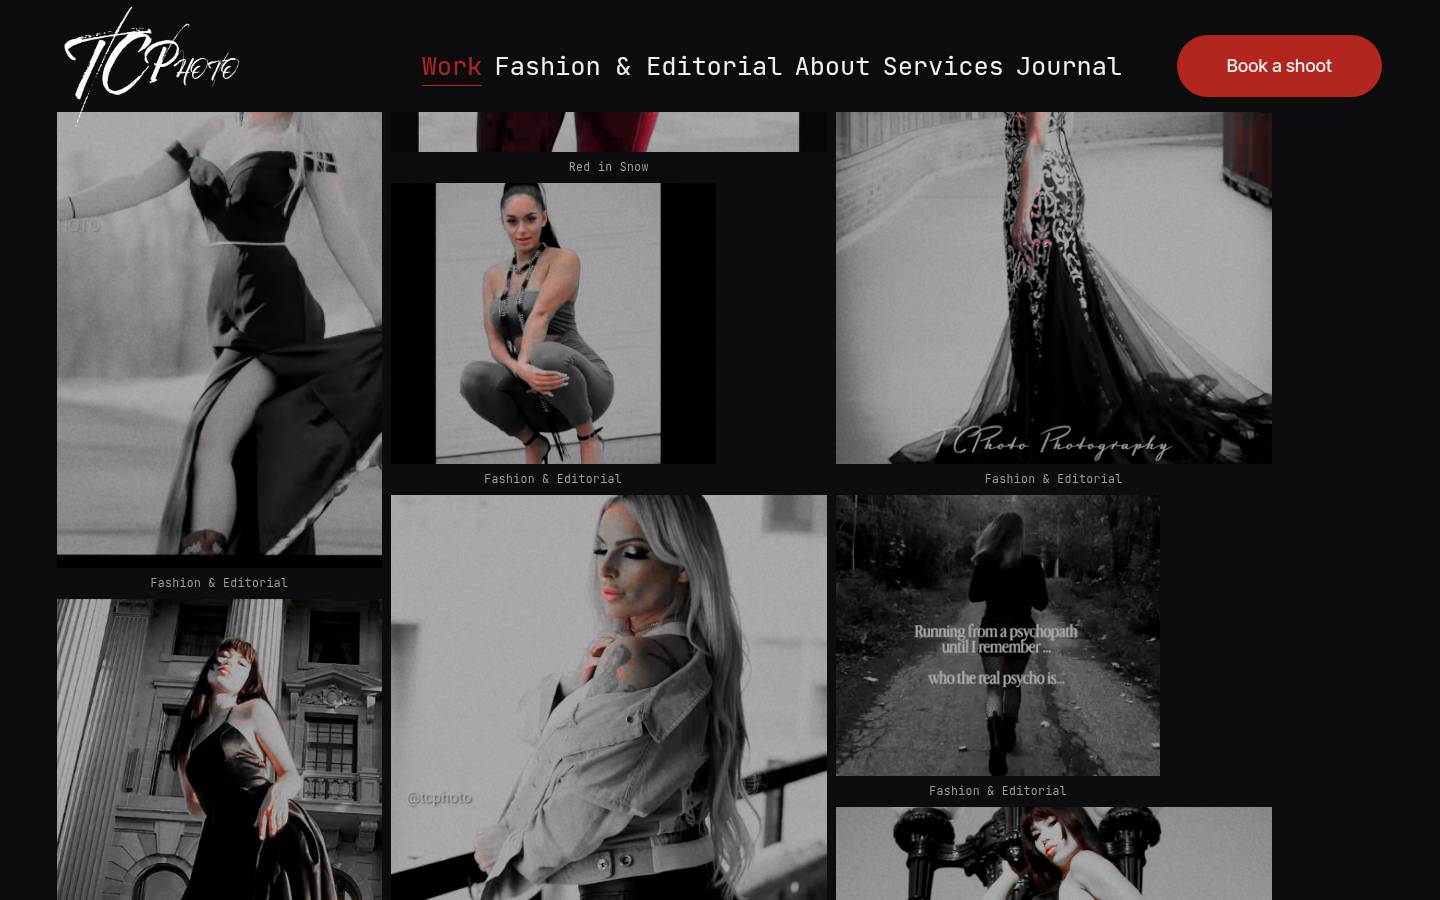 TCPHOTO
Work Fashion & Editorial About Services Journal
Book a shoot
Red in Snow
HOTO
TCPhoto Photography
Fashion & Editorial
Fashion & Editorial
Fashion & Editorial
Running from a psychopath
until I remember ...
who the real psycho is...
@tcphoto
Fashion & Editorial